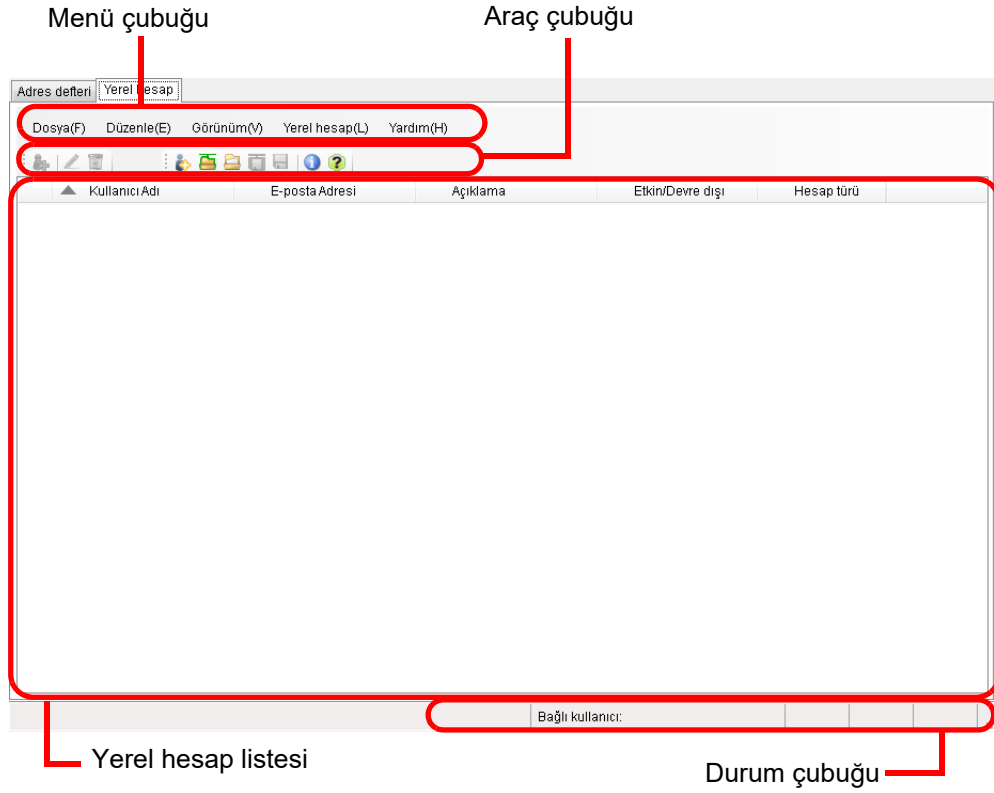 Menü çubuğu
Araç çubuğu
Adres defteri Yerel hesap
Dosya(F) Düzenle(E) Görünüm(V) Yerel hesap(L) Yardım(H)
Kullanıcı Adı E-posta Adresi Açıklama Etkin/Devre dışı Hesap türü
Bağlı kullanıcı:
Yerel hesap listesi
Durum çubuğu